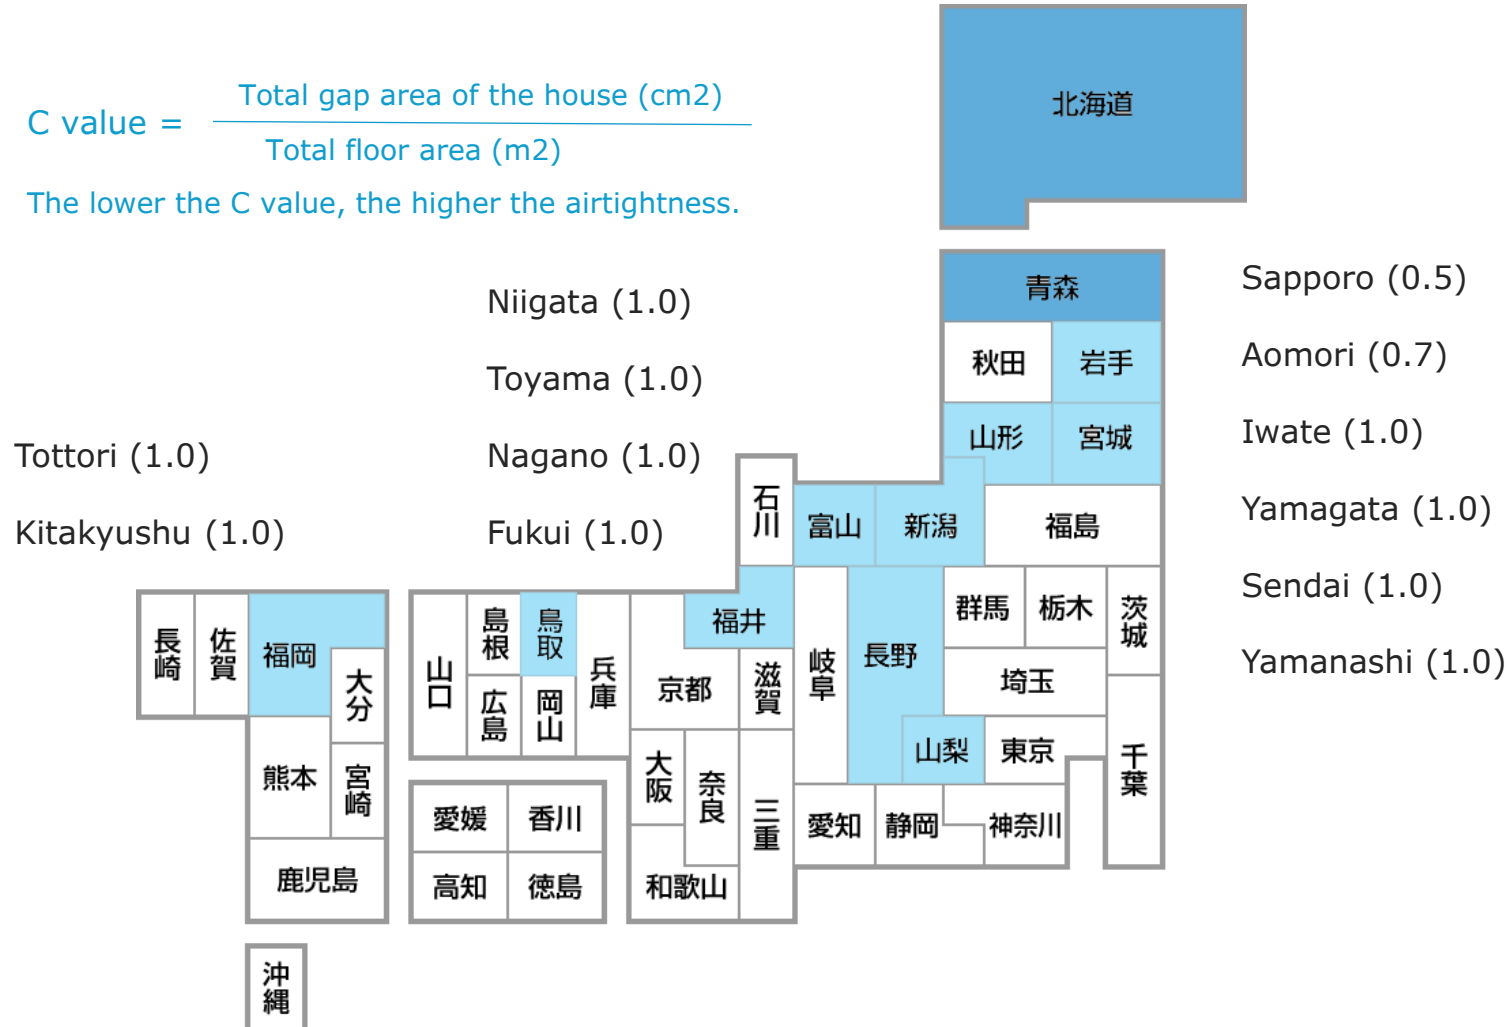 Total gap area of the house (cm2)
C value =
Total floor area (m2)
The lower the C value, the higher the airtightness.
Niigata (1.0)
Toyama (1.0)
Nagano (1.0)
Fukui (1.0)
Tottori (1.0)
Kitakyushu (1.0)
Sapporo (0.5)
Aomori (0.7)
Iwate (1.0)
Yamagata (1.0)
Sendai (1.0)
Yamanashi (1.0)
北海道
青森
秋田
岩手
山形
宮城
石川
富山
新潟
福島
群馬
栃木
茨城
福井
長野
岐阜
埼玉
山梨
東京
千葉
愛知
静岡
神奈川
滋賀
京都
兵庫
大阪
奈良
三重
和歌山
鳥取
島根
岡山
広島
山口
愛媛
香川
高知
徳島
長崎
佐賀
福岡
大分
熊本
宮崎
鹿児島
沖縄